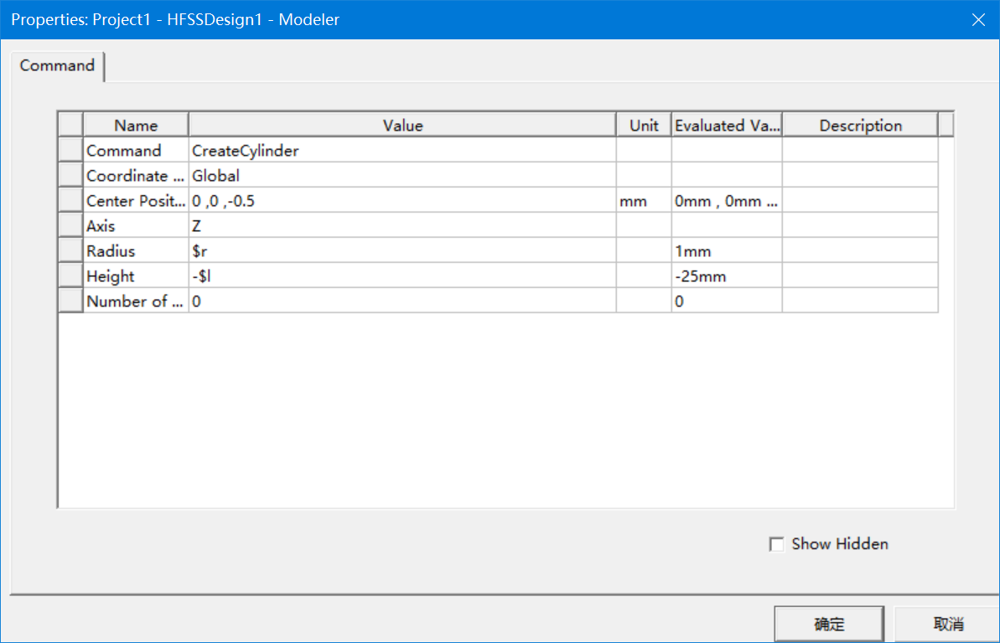 Properties: Project1 - HFSSDesign1 - Modeler
Command
Name Value Unit Evaluated Va... Description
Command CreateCylinder
Coordinate ... Global
Center Posit... 0 ,0 ,-0.5 mm 0mm , 0mm ...
Axis Z
Radius $r 1mm
Height -$l -25mm
Number of ... 0 0
Show Hidden
确定 取消